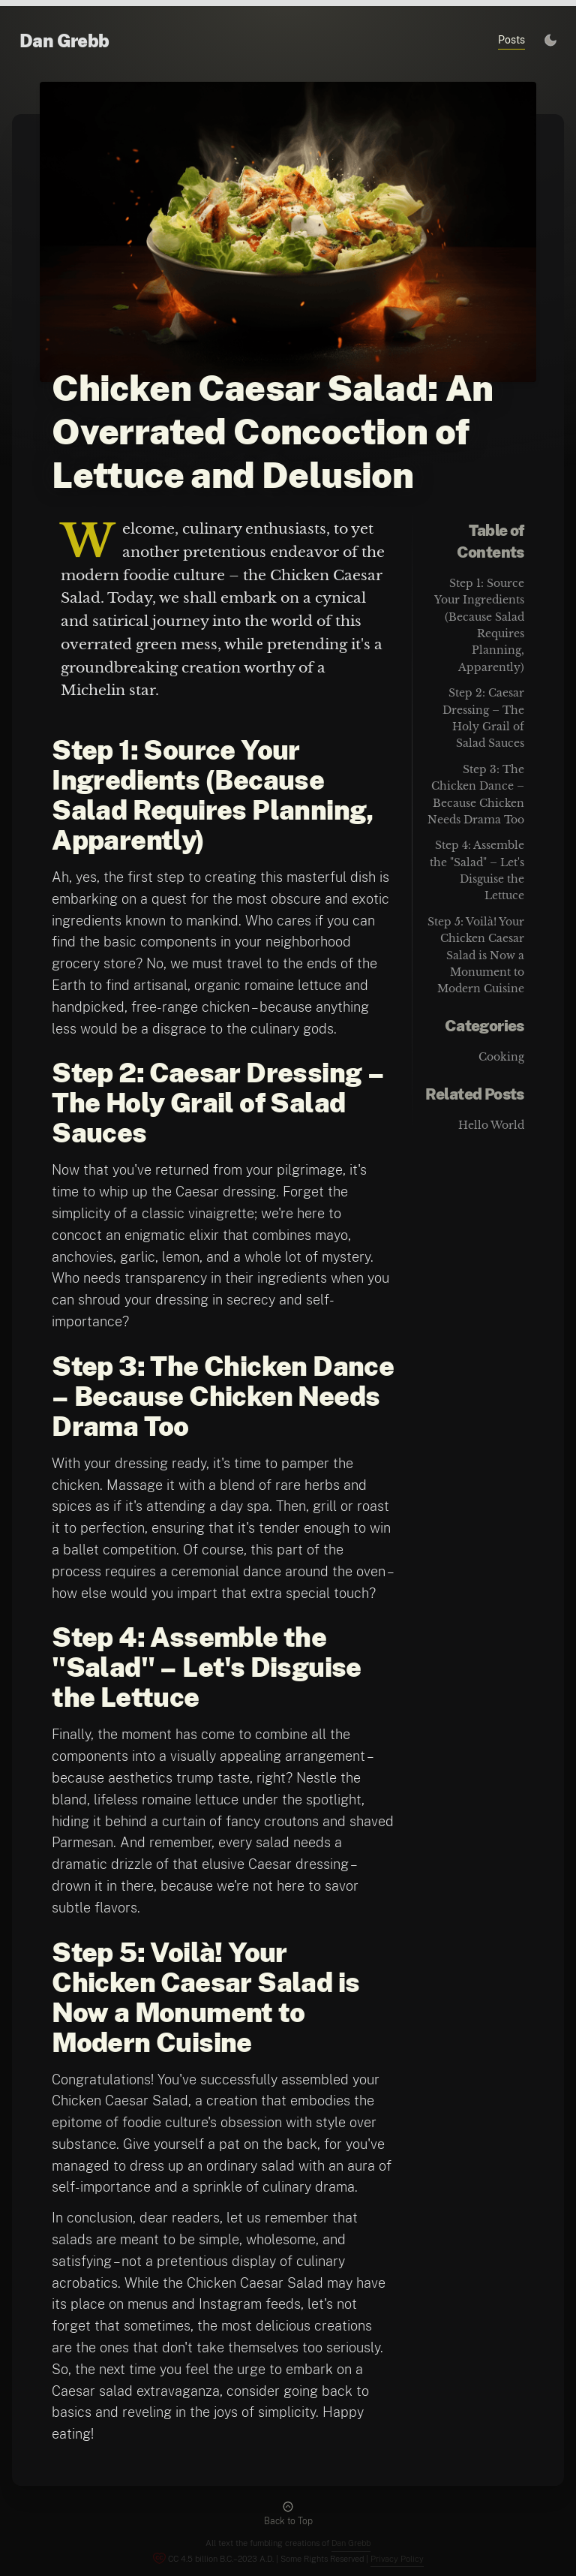 Dan Grebb
Posts
Chicken Caesar Salad: An
Overrated Concoction of
Lettuce and Delusion
Welcome, culinary enthusiasts, to yet
another pretentious endeavor of the
modern foodie culture – the Chicken Caesar
Salad. Today, we shall embark on a cynical
and satirical journey into the world of this
overrated green mess, while pretending it's a
groundbreaking creation worthy of a
Michelin star.
Step 1: Source Your
Ingredients (Because
Salad Requires Planning,
Apparently)
Ah, yes, the first step to creating this masterful dish is
embarking on a quest for the most obscure and exotic
ingredients known to mankind. Who cares if you can
find the basic components in your neighborhood
grocery store? No, we must travel to the ends of the
Earth to find artisanal, organic romaine lettuce and
handpicked, free-range chicken – because anything
less would be a disgrace to the culinary gods.
Step 2: Caesar Dressing –
The Holy Grail of Salad
Sauces
Now that you've returned from your pilgrimage, it's
time to whip up the Caesar dressing. Forget the
simplicity of a classic vinaigrette; we're here to
concoct an enigmatic elixir that combines mayo,
anchovies, garlic, lemon, and a whole lot of mystery.
Who needs transparency in their ingredients when you
can shroud your dressing in secrecy and self-
importance?
Step 3: The Chicken Dance
– Because Chicken Needs
Drama Too
With your dressing ready, it's time to pamper the
chicken. Massage it with a blend of rare herbs and
spices as if it's attending a day spa. Then, grill or roast
it to perfection, ensuring that it's tender enough to win
a ballet competition. Of course, this part of the
process requires a ceremonial dance around the oven –
how else would you impart that extra special touch?
Step 4: Assemble the
"Salad" – Let's Disguise
the Lettuce
Finally, the moment has come to combine all the
components into a visually appealing arrangement –
because aesthetics trump taste, right? Nestle the
bland, lifeless romaine lettuce under the spotlight,
hiding it behind a curtain of fancy croutons and shaved
Parmesan. And remember, every salad needs a
dramatic drizzle of that elusive Caesar dressing –
drown it in there, because we're not here to savor
subtle flavors.
Step 5: Voilà! Your
Chicken Caesar Salad is
Now a Monument to
Modern Cuisine
Congratulations! You've successfully assembled your
Chicken Caesar Salad, a creation that embodies the
epitome of foodie culture's obsession with style over
substance. Give yourself a pat on the back, for you've
managed to dress up an ordinary salad with an aura of
self-importance and a sprinkle of culinary drama.
In conclusion, dear readers, let us remember that
salads are meant to be simple, wholesome, and
satisfying – not a pretentious display of culinary
acrobatics. While the Chicken Caesar Salad may have
its place on menus and Instagram feeds, let's not
forget that sometimes, the most delicious creations
are the ones that don't take themselves too seriously.
So, the next time you feel the urge to embark on a
Caesar salad extravaganza, consider going back to
basics and reveling in the joys of simplicity. Happy
eating!
Table of
Contents
Step 1: Source
Your Ingredients
(Because Salad
Requires
Planning,
Apparently)
Step 2: Caesar
Dressing – The
Holy Grail of
Salad Sauces
Step 3: The
Chicken Dance –
Because Chicken
Needs Drama Too
Step 4: Assemble
the "Salad" – Let's
Disguise the
Lettuce
Step 5: Voilà! Your
Chicken Caesar
Salad is Now a
Monument to
Modern Cuisine
Categories
Cooking
Related Posts
Hello World
Back to Top
All text the fumbling creations of Dan Grebb
CC 4.5 billion B.C.–2023 A.D. | Some Rights Reserved | Privacy Policy